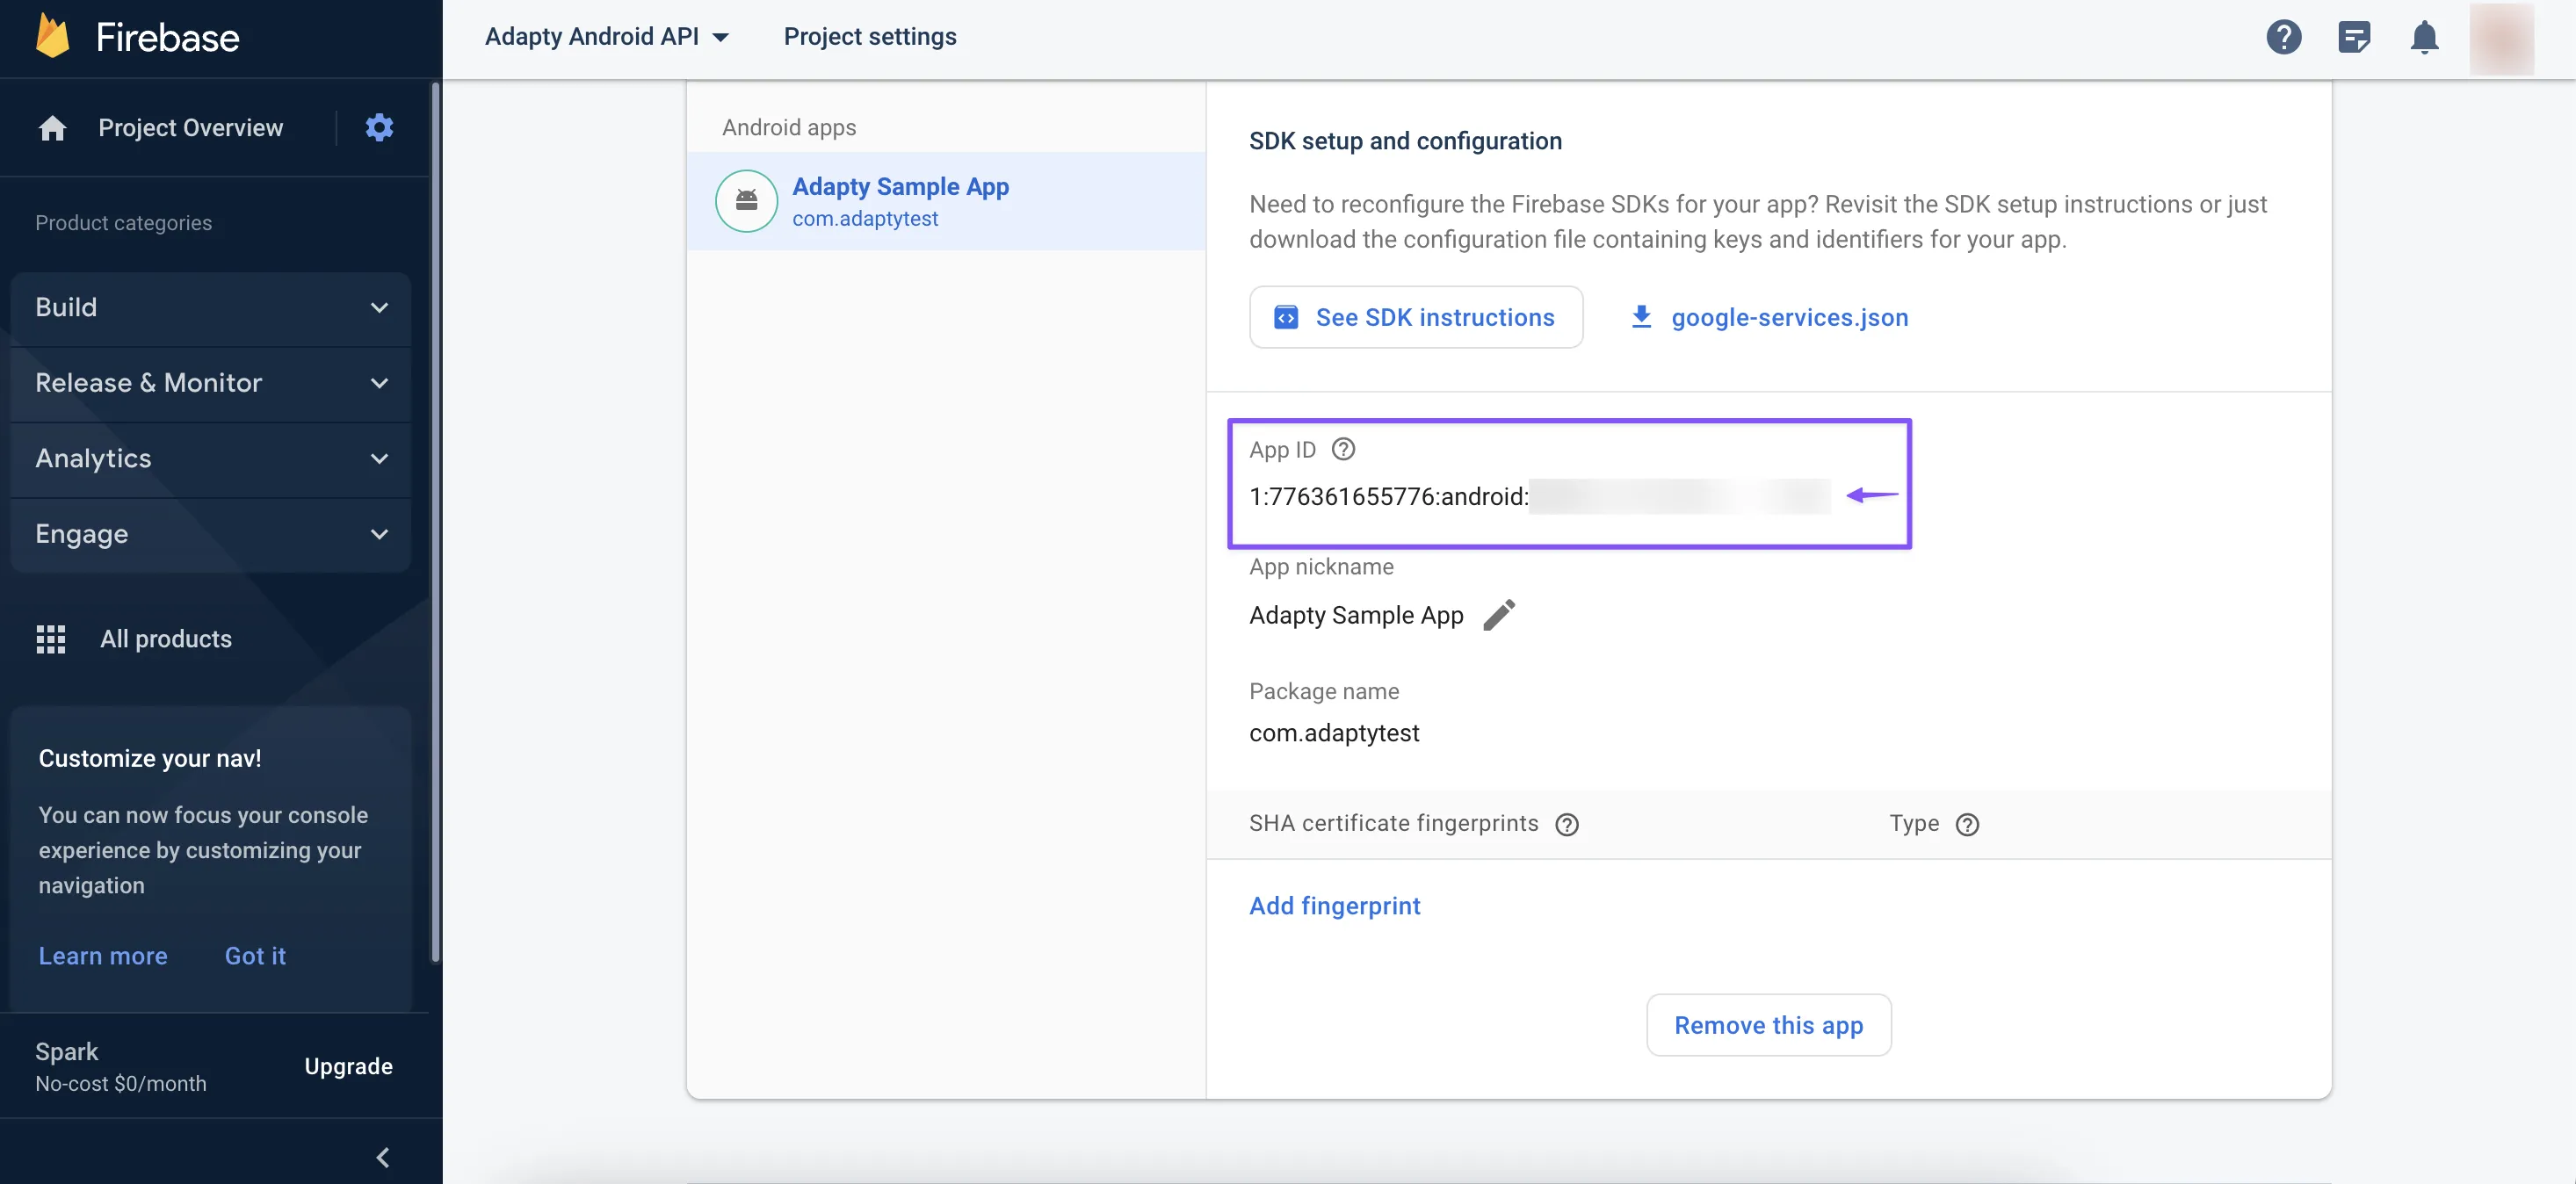 Firebase
Adapty Android API
Project settings
Project Overview
Product categories
Build
Release & Monitor
Analytics
Engage
All products
Customize your nav!
You can now focus your console
experience by customizing your
navigation
Learn more
Got it
Spark
No-cost $0/month
Upgrade
Android apps
Adapty Sample App
com.adaptytest
SDK setup and configuration
Need to reconfigure the Firebase SDKs for your app? Revisit the SDK setup instructions or just
download the configuration file containing keys and identifiers for your app.
See SDK instructions
google-services.json
App ID
1:776361655776:android:
App nickname
Adapty Sample App
Package name
com.adaptytest
SHA certificate fingerprints
Type
Add fingerprint
Remove this app